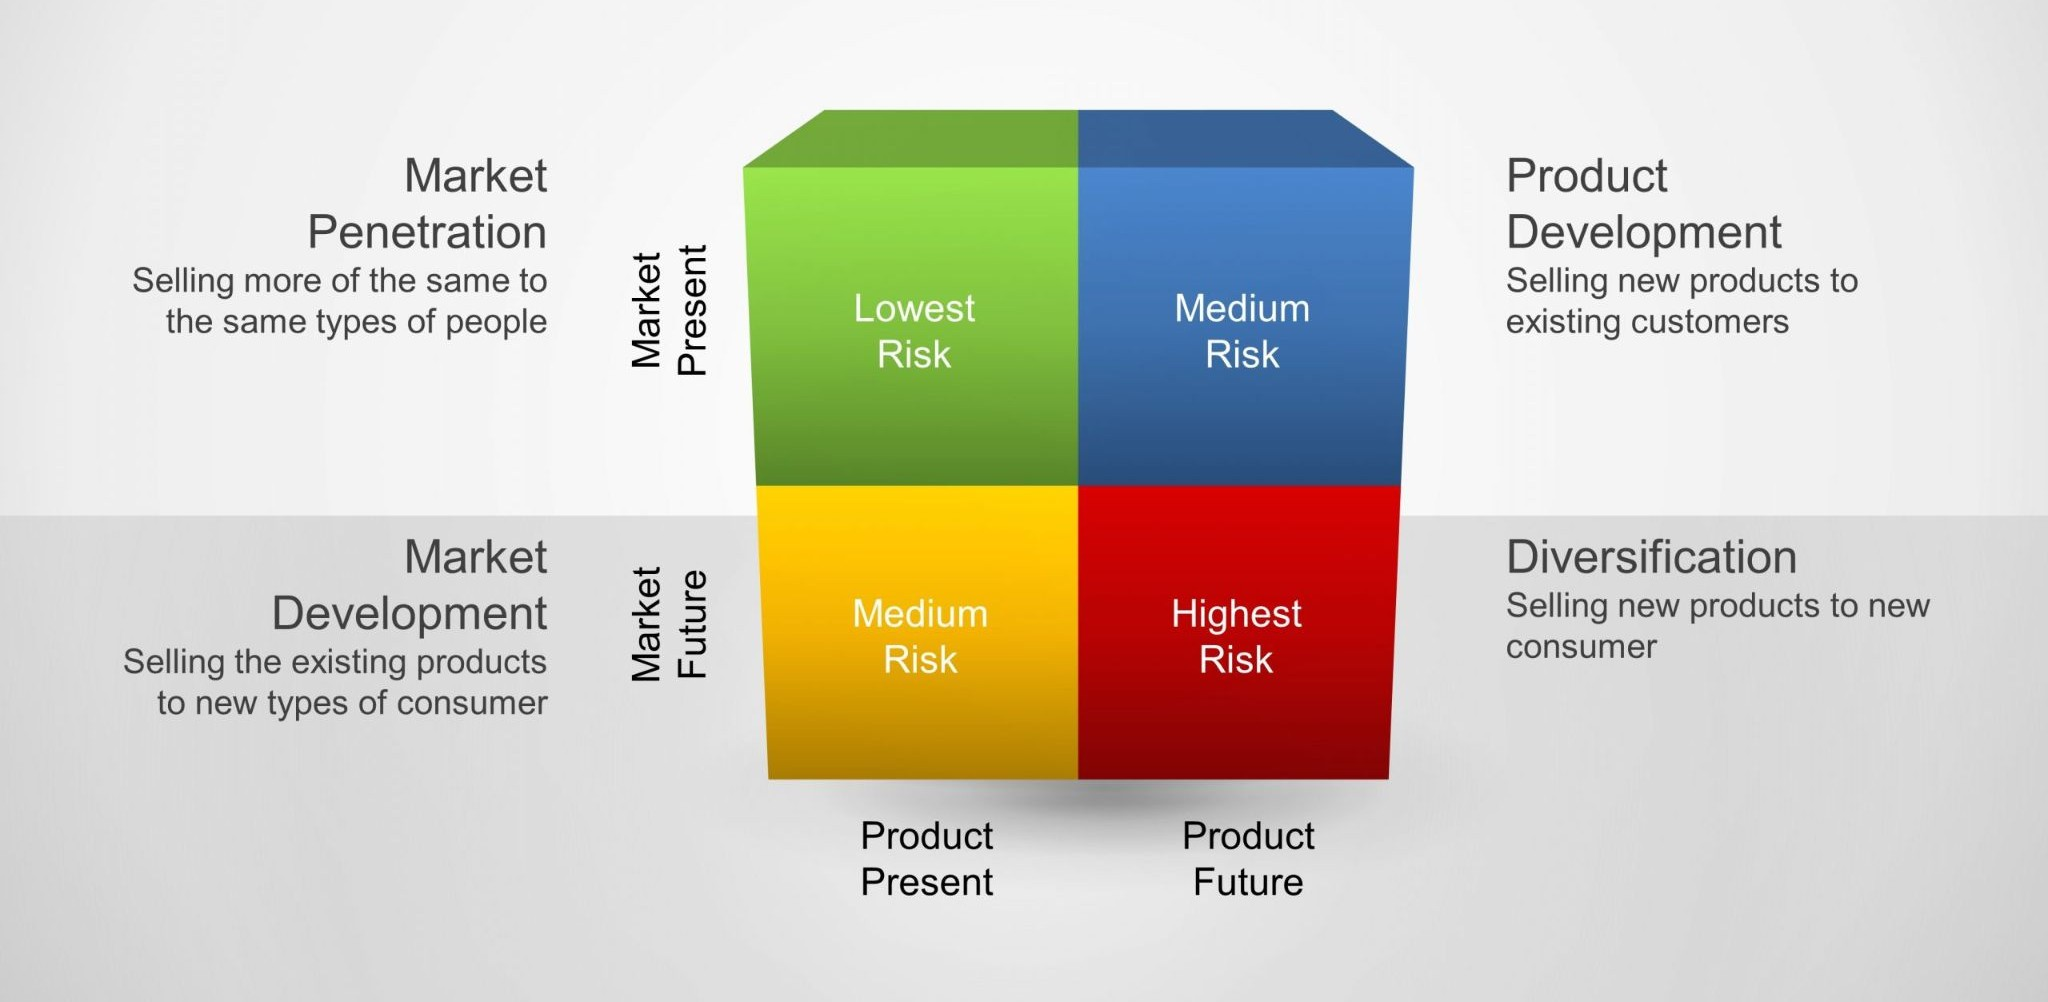 Market
Penetration
Selling more of the same to
the same types of people
Market
Present
Lowest
Risk
Medium
Risk
Product
Development
Selling new products to
existing customers
Market
Development
Selling the existing products
to new types of consumer
Market
Future
Medium
Risk
Highest
Risk
Diversification
Selling new products to new
consumer
Product
Present
Product
Future